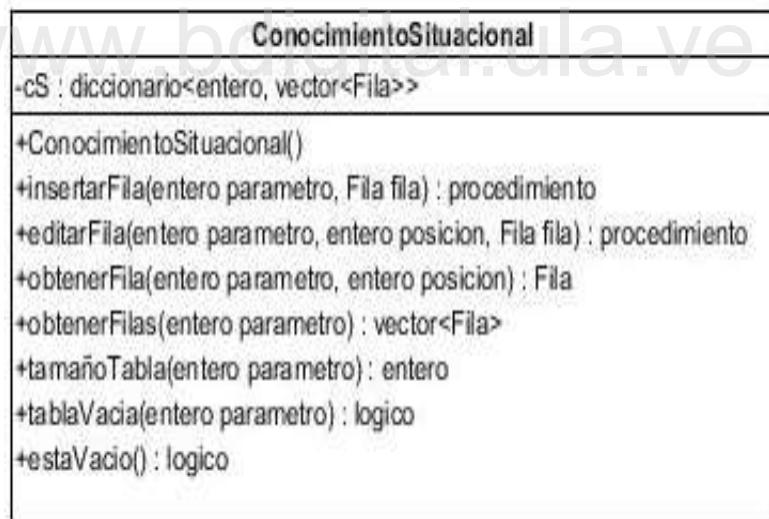 www.bdigital.ula.ve
ConocimientoSituacional
-cS : diccionario<entero, vector<Fila>>
+ConocimientoSituacional()
+insertarFila(entero parametro, Fila fila) : procedimiento
+editarFila(entero parametro, entero posicion, Fila fila) : procedimiento
+obtenerFila(entero parametro, entero posicion) : Fila
+obtenerFilas(entero parametro) : vector<Fila>
+tamañoTabla(entero parametro) : entero
+tablaVacia(entero parametro) : logico
+estaVacio() : logico